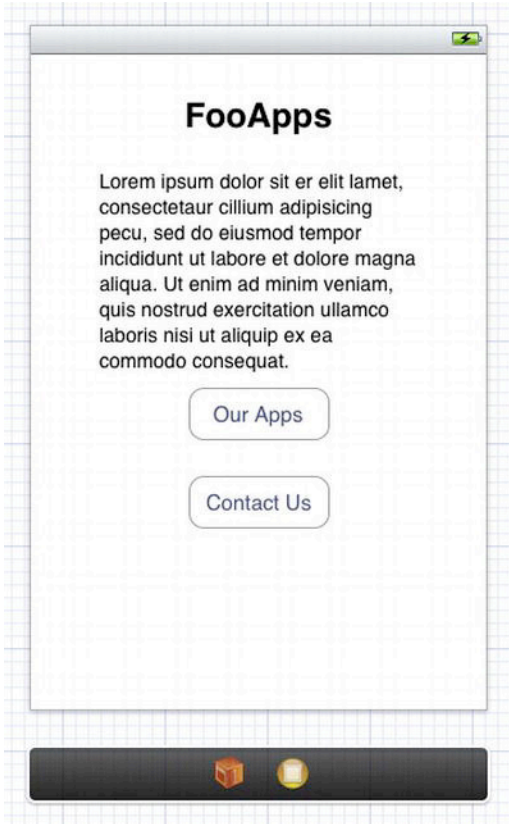 FooApps
Lorem ipsum dolor sit er elit lamet,
consectetaur cillium adipisicing
pecu, sed do eiusmod tempor
incididunt ut labore et dolore magna
aliqua. Ut enim ad minim veniam,
quis nostrud exercitation ullamco
laboris nisi ut aliquip ex ea
commodo consequat.
Our Apps
Contact Us